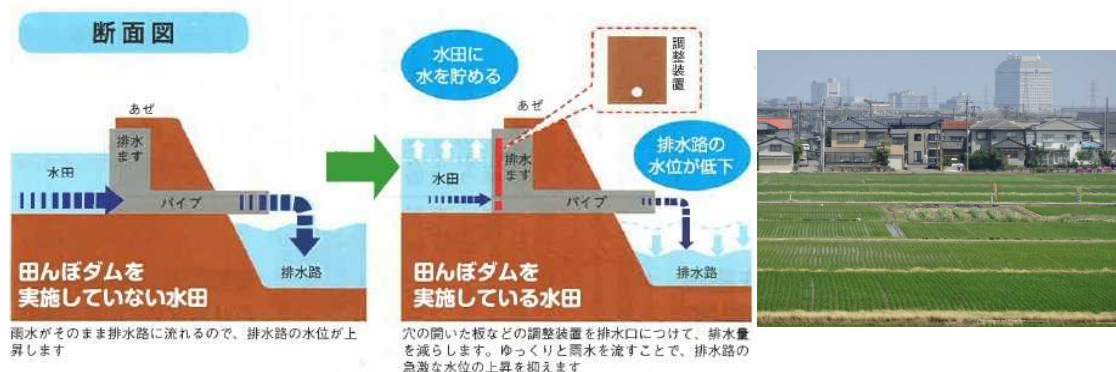 断面図
あぜ
排水
ます
水田
パイプ
排水路
田んぼダムを
実施していない水田
雨水がそのまま排水路に流れるので、排水路の水位が上
昇します
水田に
水を貯める
調整装置
あぜ
排水路の
水位が低下
排水
ます
水田
パイプ
排水路
田んぼダムを
実施している水田
穴の開いた板などの調整装置を排水口につけて、排水量
を減らします。ゆっくりと雨水を流すことで、排水路の
急激な水位の上昇を抑えます